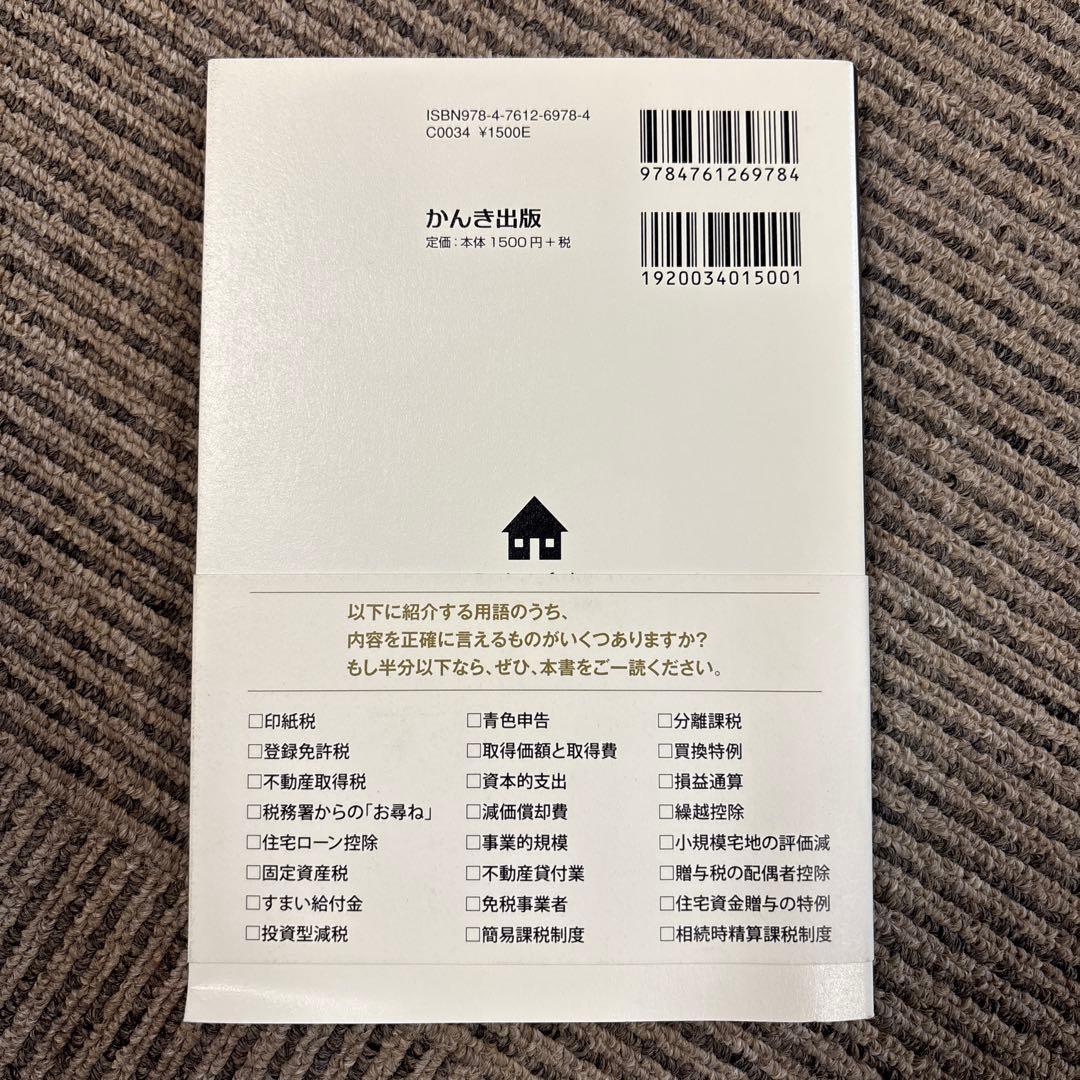 ISBN978-4-7612-6978-4
C0034 ¥1500E
9784761269784
かんき出版
定価：本体1500円＋税
1920034015001
以下に紹介する用語のうち、
内容を正確に言えるものがいくつありますか？
もし半分以下なら、ぜひ、本書をご一読ください。
□印紙税
□登録免許税
□不動産取得税
□税務署からの「お尋ね」
□住宅ローン控除
□固定資産税
□すまい給付金
□投資型減税
□青色申告
□取得価額と取得費
□資本的支出
□減価償却費
□事業的規模
□不動産貸付業
□免税事業者
□簡易課税制度
□分離課税
□買換特例
□損益通算
□繰越控除
□小規模宅地の評価減
□贈与税の配偶者控除
□住宅資金贈与の特例
□相続時精算課税制度